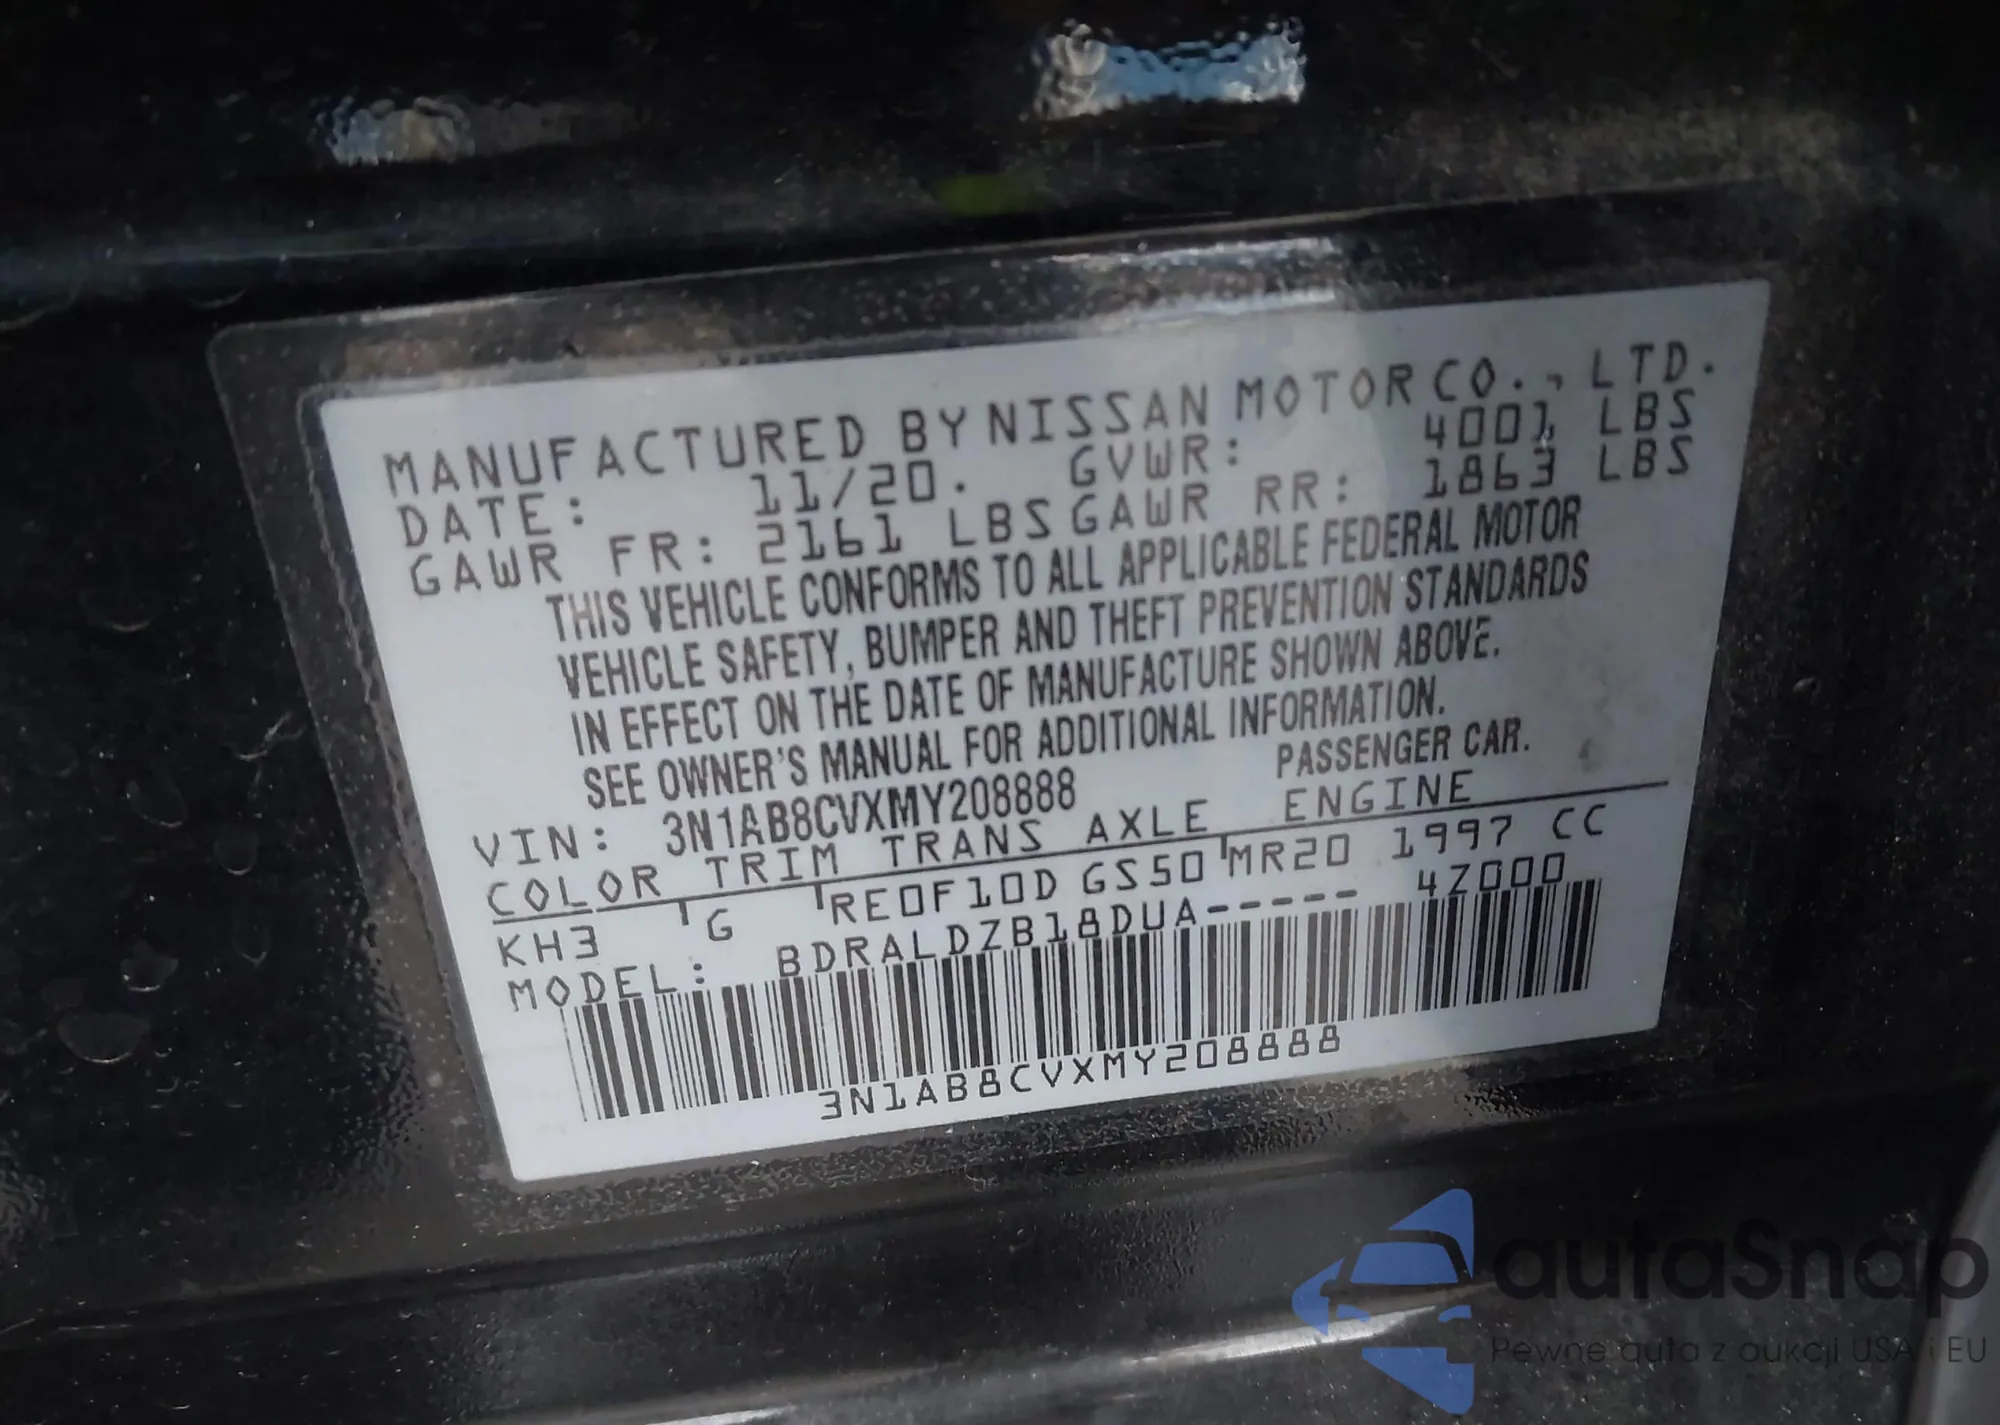 MANUFACTURED BY NISSAN MOTOR CO., LTD.
DATE: 11/20. GVWR: 4001 LBS
GAWR FR: 2161 LBS GAWR RR: 1863 LBS
THIS VEHICLE CONFORMS TO ALL APPLICABLE FEDERAL MOTOR
VEHICLE SAFETY, BUMPER AND THEFT PREVENTION STANDARDS
IN EFFECT ON THE DATE OF MANUFACTURE SHOWN ABOVE.
SEE OWNER'S MANUAL FOR ADDITIONAL INFORMATION.
VIN: 3N1AB8CVXMY208888 PASSENGER CAR.
COLOR TRIM TRANS AXLE ENGINE
KH3 G RE0F10D GS50 MR20 1997 CC
MODEL: BDRALDZB18DUA----- 4Z000
3N1AB8CVXMY208888
autaSnap
Pewne auta z aukcji USA i EU